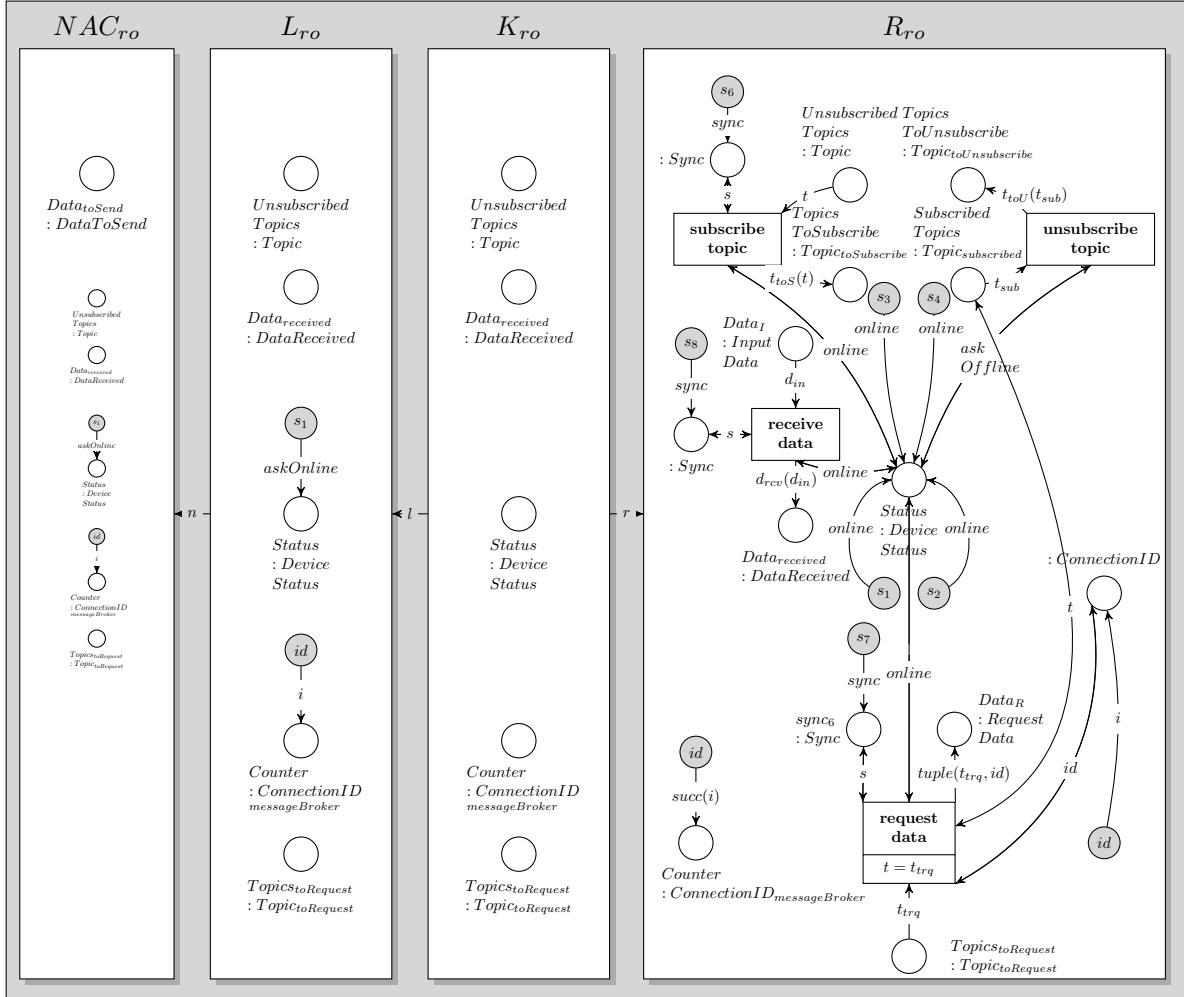 NAC_ro
L_ro
K_ro
R_ro
Data_toSend
: DataToSend
Unsubscribed
Topics
: Topic
Data_received
: DataReceived
s_1
askOnline
Status
: Device
Status
id
i
Counter
: ConnectionID
messageBroker
Topics_toRequest
: Topic_toRequest
n
Unsubscribed
Topics
: Topic
Data_received
: DataReceived
s_1
askOnline
Status
: Device
Status
id
i
Counter
: ConnectionID
messageBroker
Topics_toRequest
: Topic_toRequest
l
Unsubscribed
Topics
: Topic
Data_received
: DataReceived
Status
: Device
Status
Counter
: ConnectionID
messageBroker
Topics_toRequest
: Topic_toRequest
r
s_6
sync
: Sync
s
Unsubscribed
Topics
: Topic
t
Topics
ToUnsubscribe
: Topic_toUnsubscribe
t_toU(t_sub)
subscribe
topic
Topics
ToSubscribe
: Topic_toSubscribe
Subscribed
Topics
: Topic_subscribed
unsubscribe
topic
t_toS(t)
s_3
s_4
t_sub
online
online
online
ask
Offline
s_8
sync
: Sync
s
Data_I
: Input
Data
d_in
receive
data
online
d_rcv(d_in)
Data_received
: DataReceived
Status
: Device
Status
online
online
s_1
s_2
: ConnectionID
t
s_7
sync
online
sync_6
: Sync
s
Data_R
: Request
Data
tuple(t_trq, id)
id
i
id
succ(i)
Counter
: ConnectionID_messageBroker
request
data
t = t_trq
id
t_trq
Topics_toRequest
: Topic_toRequest